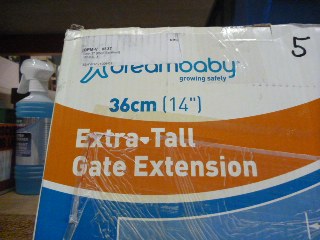 5
dreambaby
growing safely
36cm (14")
Extra-Tall
Gate Extension